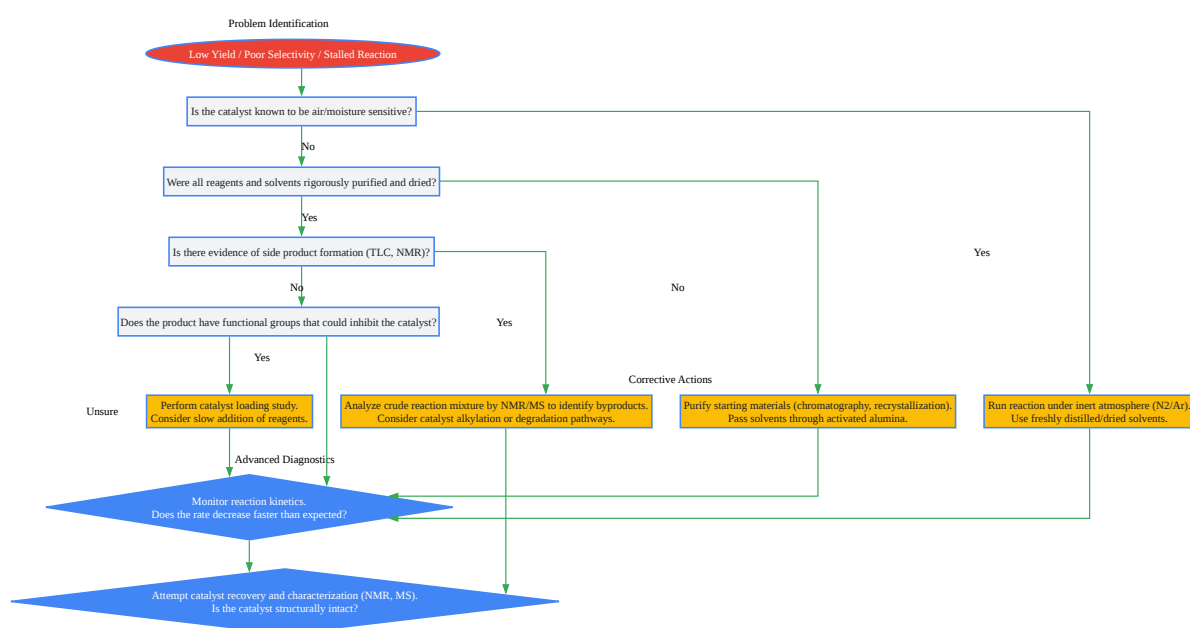 Problem Identification
Low Yield / Poor Selectivity / Stalled Reaction
Is the catalyst known to be air/moisture sensitive?
No
Were all reagents and solvents rigorously purified and dried?
Yes
Is there evidence of side product formation (TLC, NMR)?
Yes
No
No
Does the product have functional groups that could inhibit the catalyst?
Yes
Yes
Corrective Actions
Unsure
Perform catalyst loading study.
Consider slow addition of reagents.
Analyze crude reaction mixture by NMR/MS to identify byproducts.
Consider catalyst alkylation or degradation pathways.
Purify starting materials (chromatography, recrystallization).
Pass solvents through activated alumina.
Run reaction under inert atmosphere (N2/Ar).
Use freshly distilled/dried solvents.
Advanced Diagnostics
Monitor reaction kinetics.
Does the rate decrease faster than expected?
Attempt catalyst recovery and characterization (NMR, MS).
Is the catalyst structurally intact?